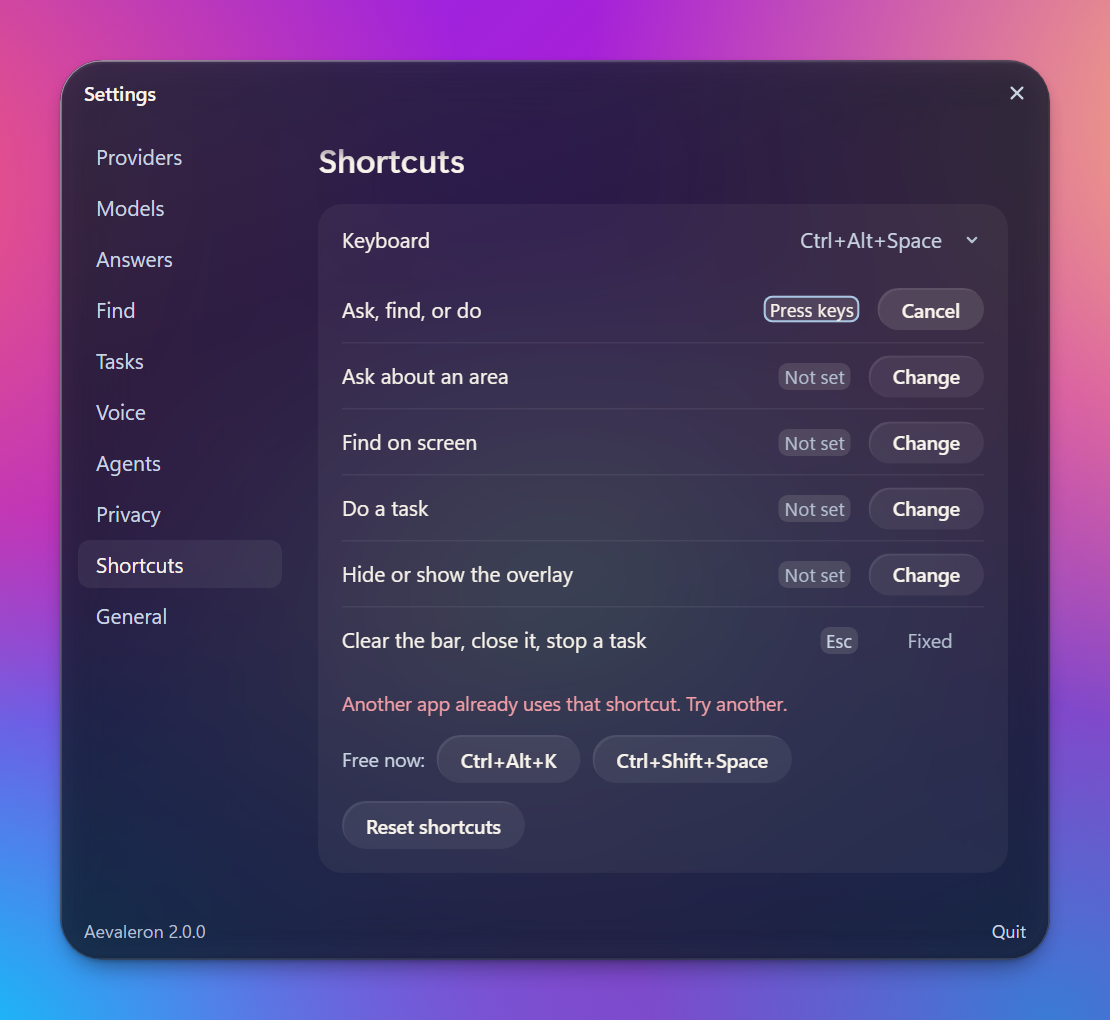 Settings
Providers
Models
Answers
Find
Tasks
Voice
Agents
Privacy
Shortcuts
General
Shortcuts
Keyboard Ctrl+Alt+Space
Ask, find, or do Press keys Cancel
Ask about an area Not set Change
Find on screen Not set Change
Do a task Not set Change
Hide or show the overlay Not set Change
Clear the bar, close it, stop a task Esc Fixed
Another app already uses that shortcut. Try another.
Free now: Ctrl+Alt+K Ctrl+Shift+Space
Reset shortcuts
Aevaleron 2.0.0 Quit